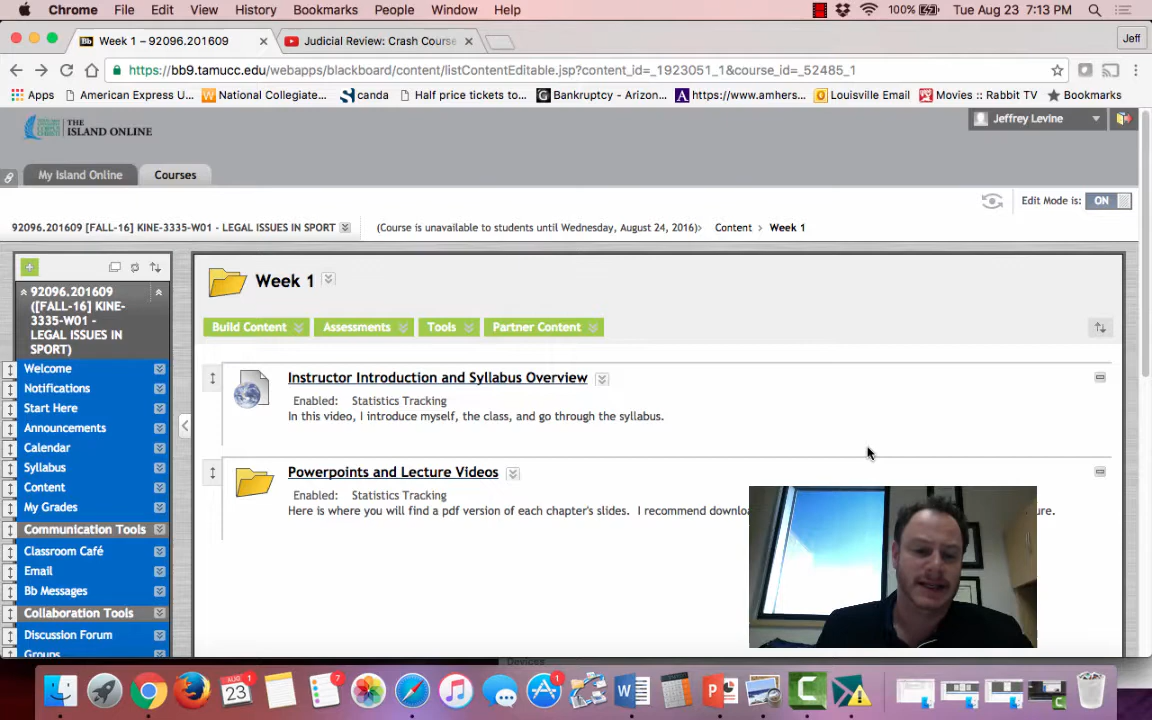 Chrome File Edit View History Bookmarks People Window Help 100% Tue Aug 23 7:13 PM
Bb Week 1 – 92096.201609 Judicial Review: Crash Course Jeff
https://bb9.tamucc.edu/webapps/blackboard/content/listContentEditable.jsp?content_id=_1923051_1&course_id=_52485_1
Apps American Express U... National Collegiate... canda Half price tickets to... Bankruptcy - Arizon... https://www.amhers... Louisville Email Movies :: Rabbit TV Bookmarks
THE
ISLAND ONLINE
Jeffrey Levine
My Island Online Courses
Edit Mode is: ON
92096.201609 [FALL-16] KINE-3335-W01 - LEGAL ISSUES IN SPORT (Course is unavailable to students until Wednesday, August 24, 2016) Content Week 1
92096.201609
([FALL-16] KINE-
3335-W01 -
LEGAL ISSUES IN
SPORT)
Welcome
Notifications
Start Here
Announcements
Calendar
Syllabus
Content
My Grades
Communication Tools
Classroom Café
Email
Bb Messages
Collaboration Tools
Discussion Forum
Groups
Week 1
Build Content Assessments Tools Partner Content
Instructor Introduction and Syllabus Overview
Enabled: Statistics Tracking
In this video, I introduce myself, the class, and go through the syllabus.
Powerpoints and Lecture Videos
Enabled: Statistics Tracking
Here is where you will find a pdf version of each chapter's slides. I recommend ure.
Devices
AUG
23
7
1